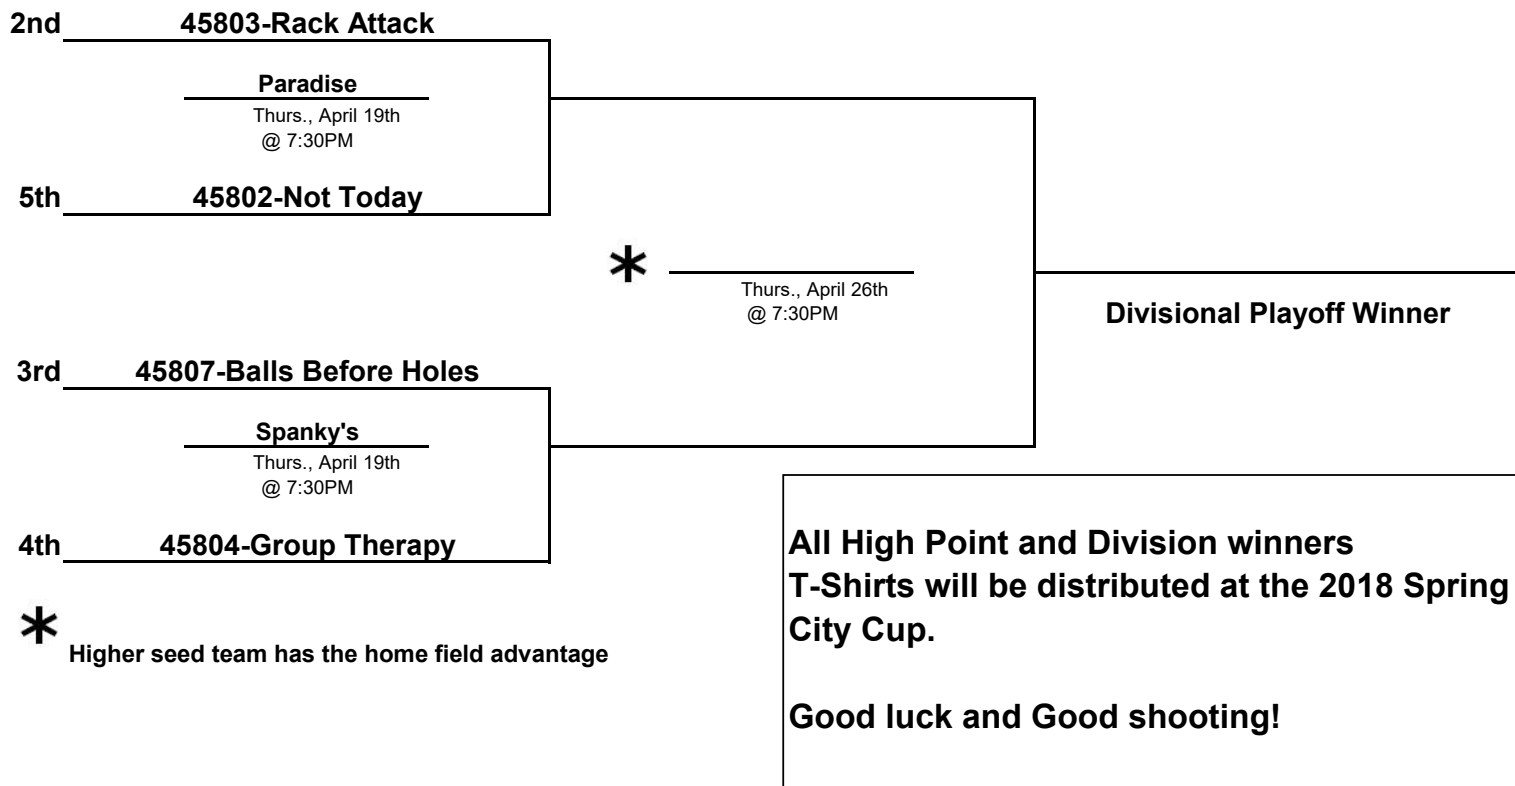 2nd 45803-Rack Attack
Paradise
Thurs., April 19th
@ 7:30PM
5th 45802-Not Today
*
Thurs., April 26th
@ 7:30PM
Divisional Playoff Winner
3rd 45807-Balls Before Holes
Spanky's
Thurs., April 19th
@ 7:30PM
4th 45804-Group Therapy
* Higher seed team has the home field advantage
All High Point and Division winners
T-Shirts will be distributed at the 2018 Spring
City Cup.
Good luck and Good shooting!